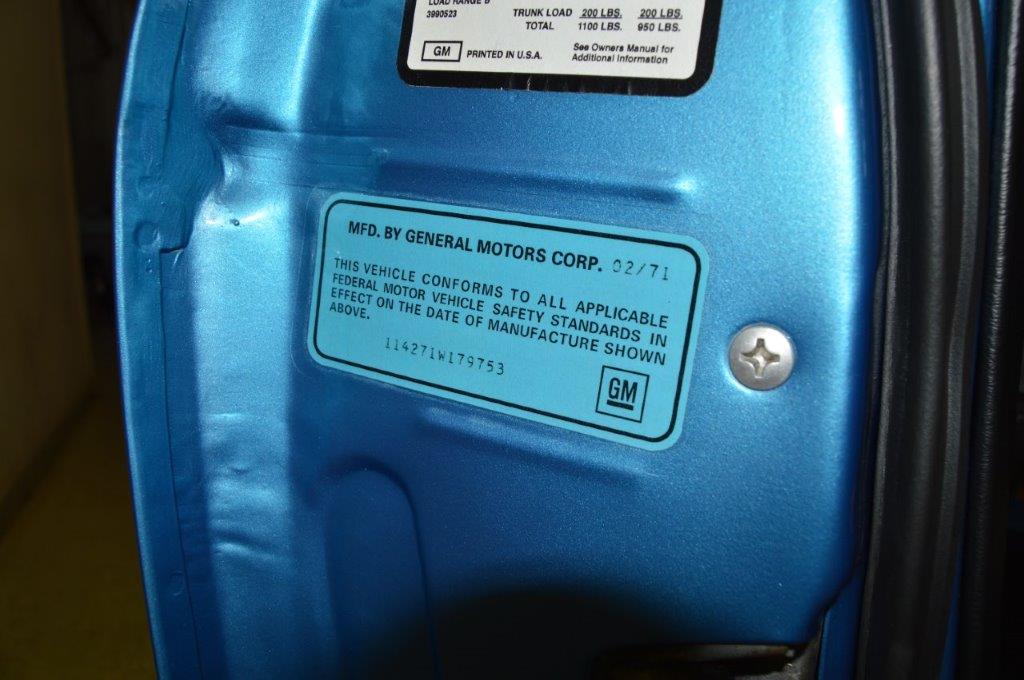 LOAD RANGE B
3990523
TRUNK LOAD 200 LBS. 200 LBS.
TOTAL 1100 LBS. 950 LBS.
GM PRINTED IN U.S.A.
See Owners Manual for
Additional Information
MFD. BY GENERAL MOTORS CORP. 02/71
THIS VEHICLE CONFORMS TO ALL APPLICABLE
FEDERAL MOTOR VEHICLE SAFETY STANDARDS IN
EFFECT ON THE DATE OF MANUFACTURE SHOWN
ABOVE.
114271W179753
GM